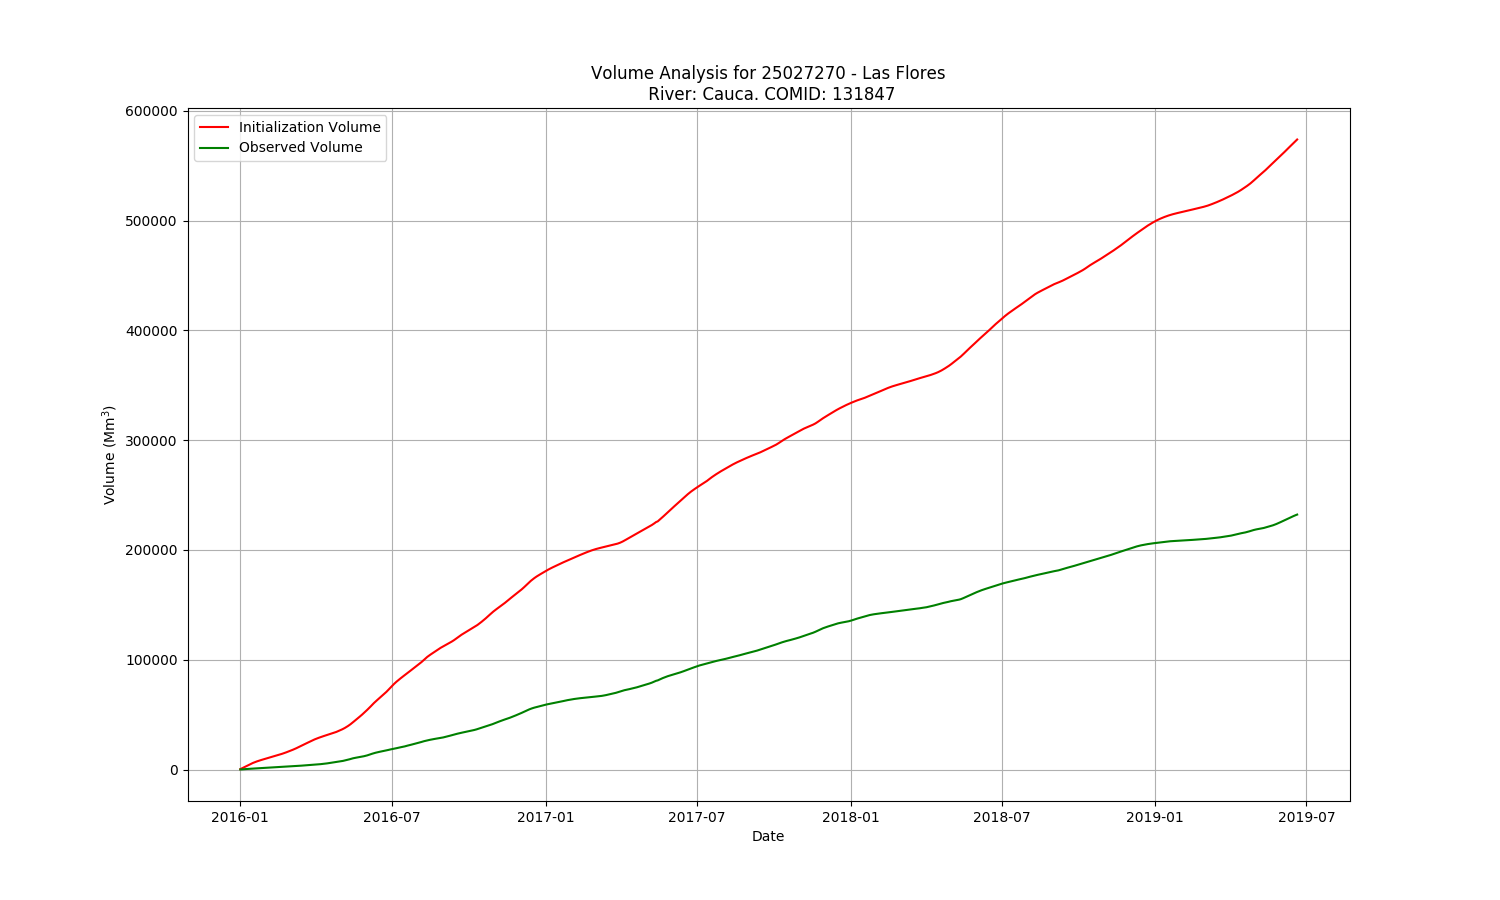 Volume Analysis for 25027270 - Las Flores
River: Cauca. COMID: 131847
600000
500000
400000
300000
200000
100000
0
Volume (Mm³)
Initialization Volume
Observed Volume
2016-01 2016-07 2017-01 2017-07 2018-01 2018-07 2019-01 2019-07
Date